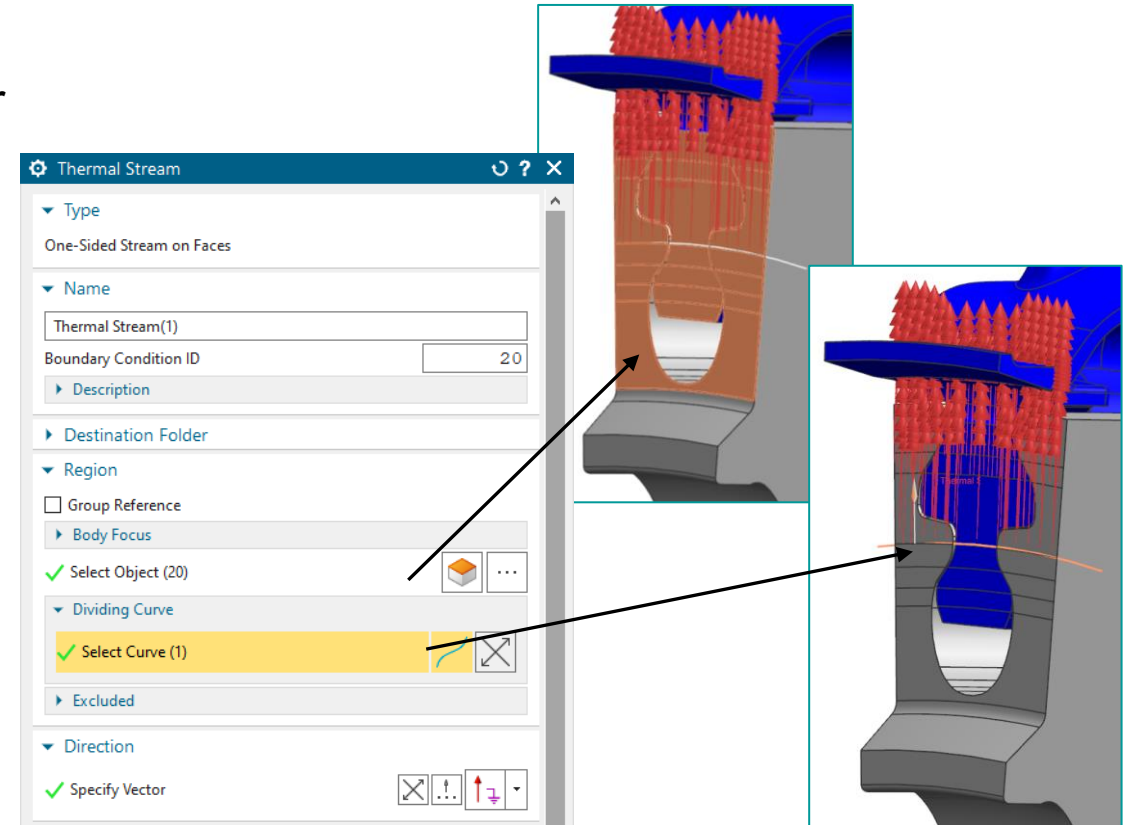 Thermal Stream
Type
One-Sided Stream on Faces
Name
Thermal Stream(1)
Boundary Condition ID 20
Description
Destination Folder
Region
Group Reference
Body Focus
Select Object (20)
Dividing Curve
Select Curve (1)
Excluded
Direction
Specify Vector
Thermal S